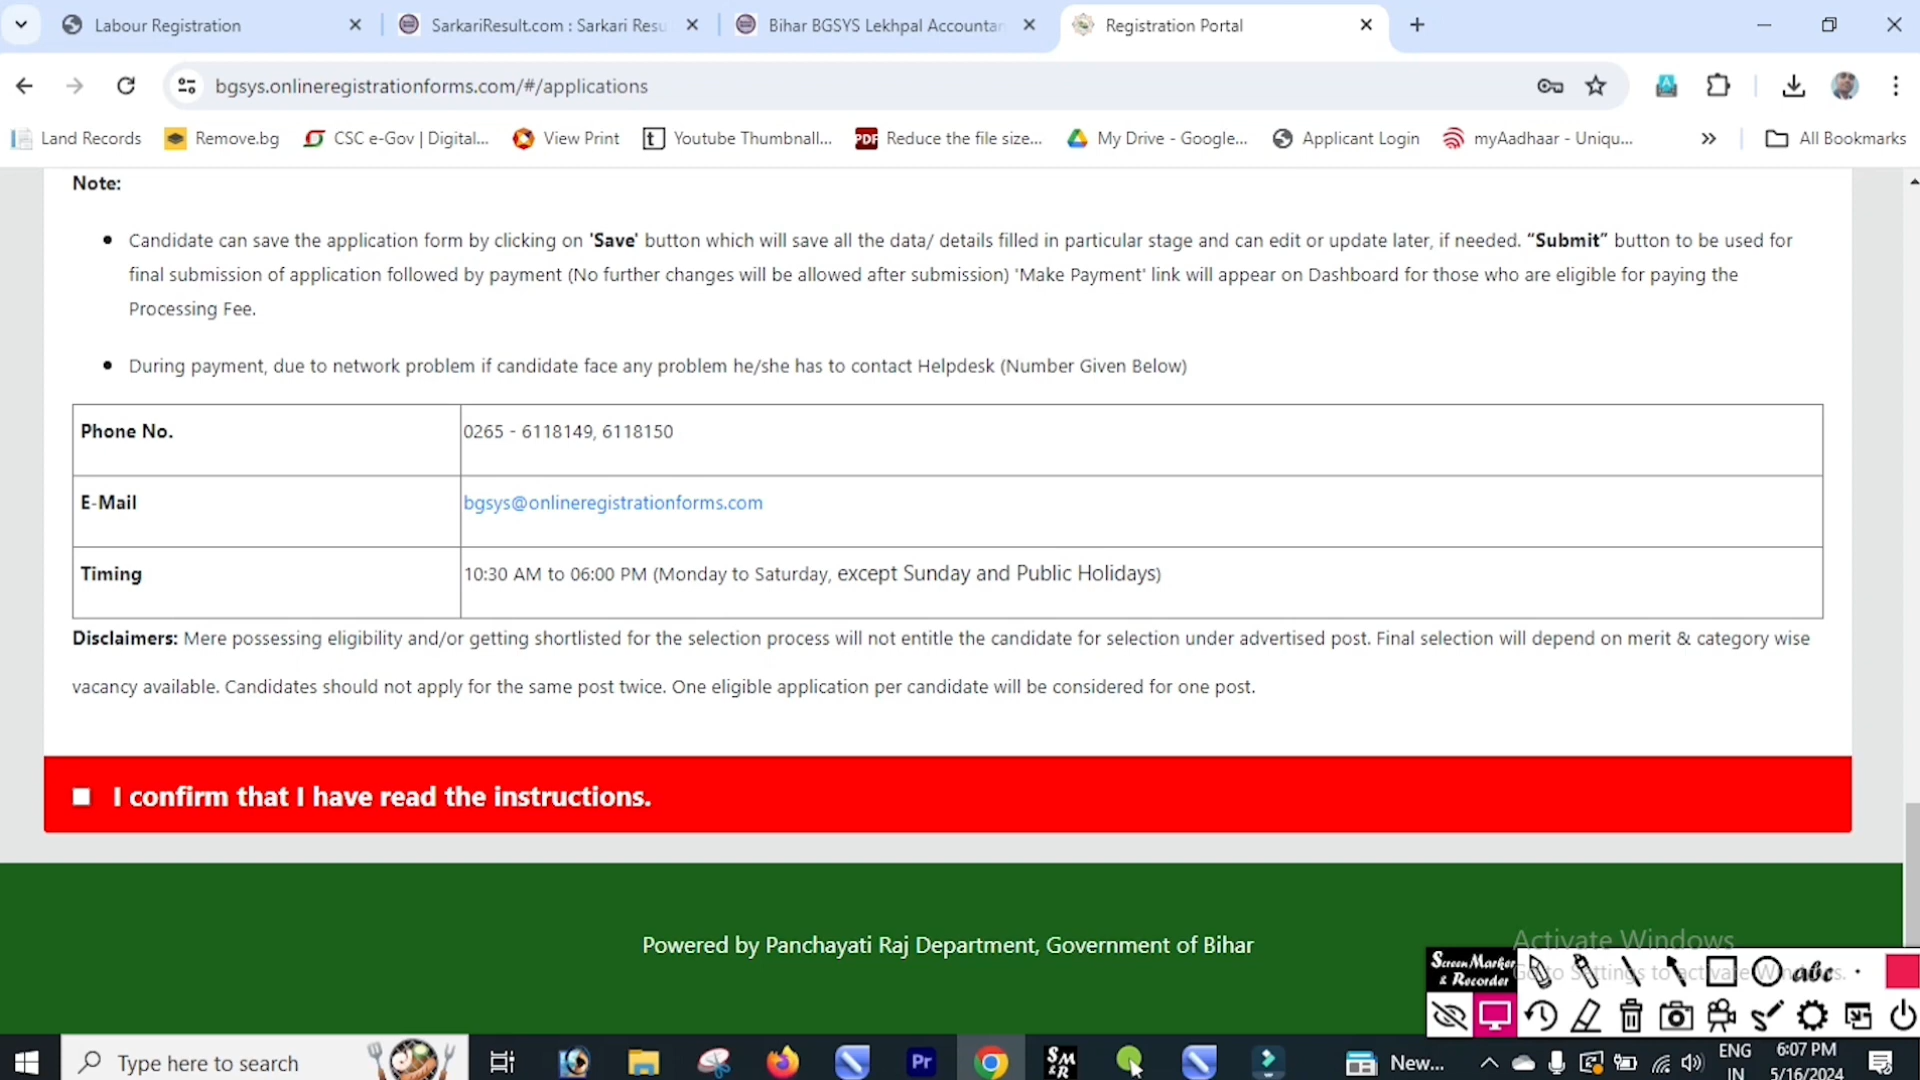 Labour Registration
SarkariResult.com : Sarkari Resu
Bihar BGSYS Lekhpal Accountan
Registration Portal
bgsys.onlineregistrationforms.com/#/applications
Land Records
Remove.bg
CSC e-Gov | Digital...
View Print
Youtube Thumbnall...
PDF
Reduce the file size...
My Drive - Google...
Applicant Login
myAadhaar - Uniqu...
All Bookmarks
Note:
Candidate can save the application form by clicking on 'Save' button which will save all the data/ details filled in particular stage and can edit or update later, if needed. “Submit” button to be used for
final submission of application followed by payment (No further changes will be allowed after submission) 'Make Payment' link will appear on Dashboard for those who are eligible for paying the
Processing Fee.
During payment, due to network problem if candidate face any problem he/she has to contact Helpdesk (Number Given Below)
Phone No.
0265 - 6118149, 6118150
E-Mail
bgsys@onlineregistrationforms.com
Timing
10:30 AM to 06:00 PM (Monday to Saturday, except Sunday and Public Holidays)
Disclaimers: Mere possessing eligibility and/or getting shortlisted for the selection process will not entitle the candidate for selection under advertised post. Final selection will depend on merit & category wise
vacancy available. Candidates should not apply for the same post twice. One eligible application per candidate will be considered for one post.
I confirm that I have read the instructions.
Powered by Panchayati Raj Department, Government of Bihar
Activate Windows
Go to Settings to activate Windows.
Screen Marker
& Recorder
abc
Type here to search
Pr
SM
&R
New...
ENG
IN
6:07 PM
5/16/2024